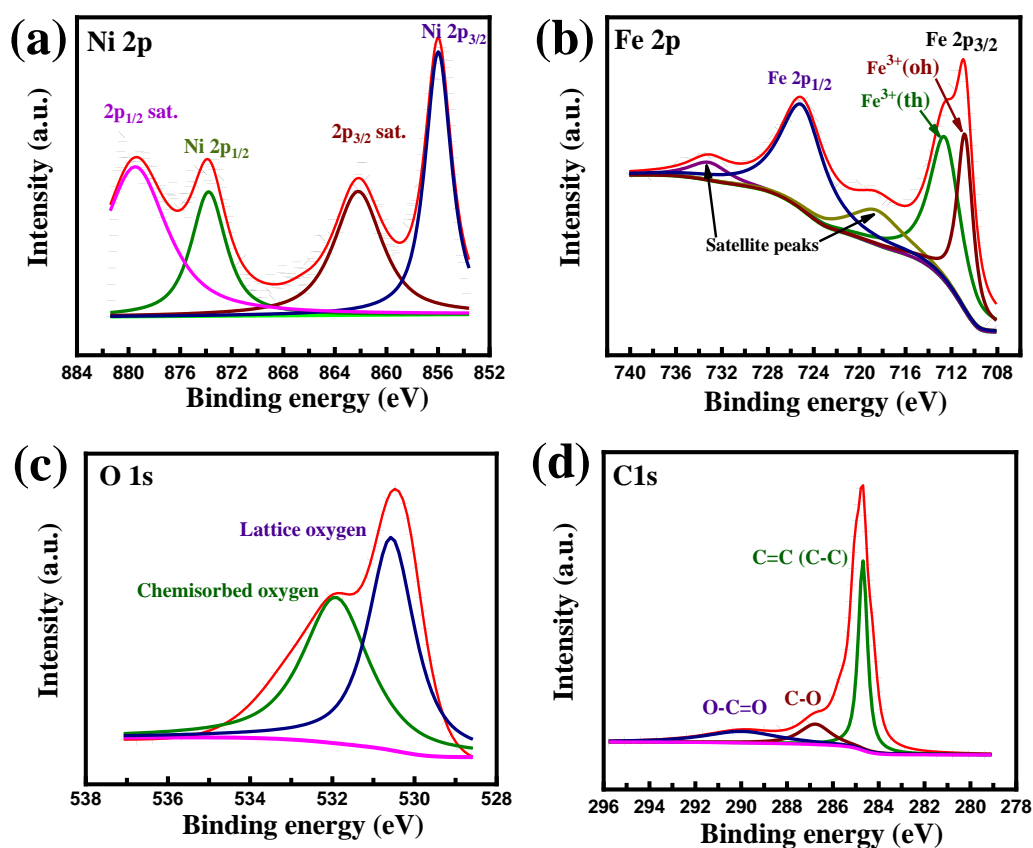 (a)
Ni 2p
Ni 2p3/2
2p1/2 sat.
Ni 2p1/2
2p3/2 sat.
Intensity (a.u.)
884 880 876 872 868 864 860 856 852
Binding energy (eV)
(b)
Fe 2p
Fe 2p3/2
Fe 2p1/2
Fe3+(oh)
Fe3+(th)
Satellite peaks
Intensity (a.u.)
740 736 732 728 724 720 716 712 708
Binding energy (eV)
(c)
O 1s
Lattice oxygen
Chemisorbed oxygen
Intensity (a.u.)
538 536 534 532 530 528
Binding energy (eV)
(d)
C1s
C=C (C-C)
C-O
O-C=O
Intensity (a.u.)
296 294 292 290 288 286 284 282 280 278
Binding energy (eV)